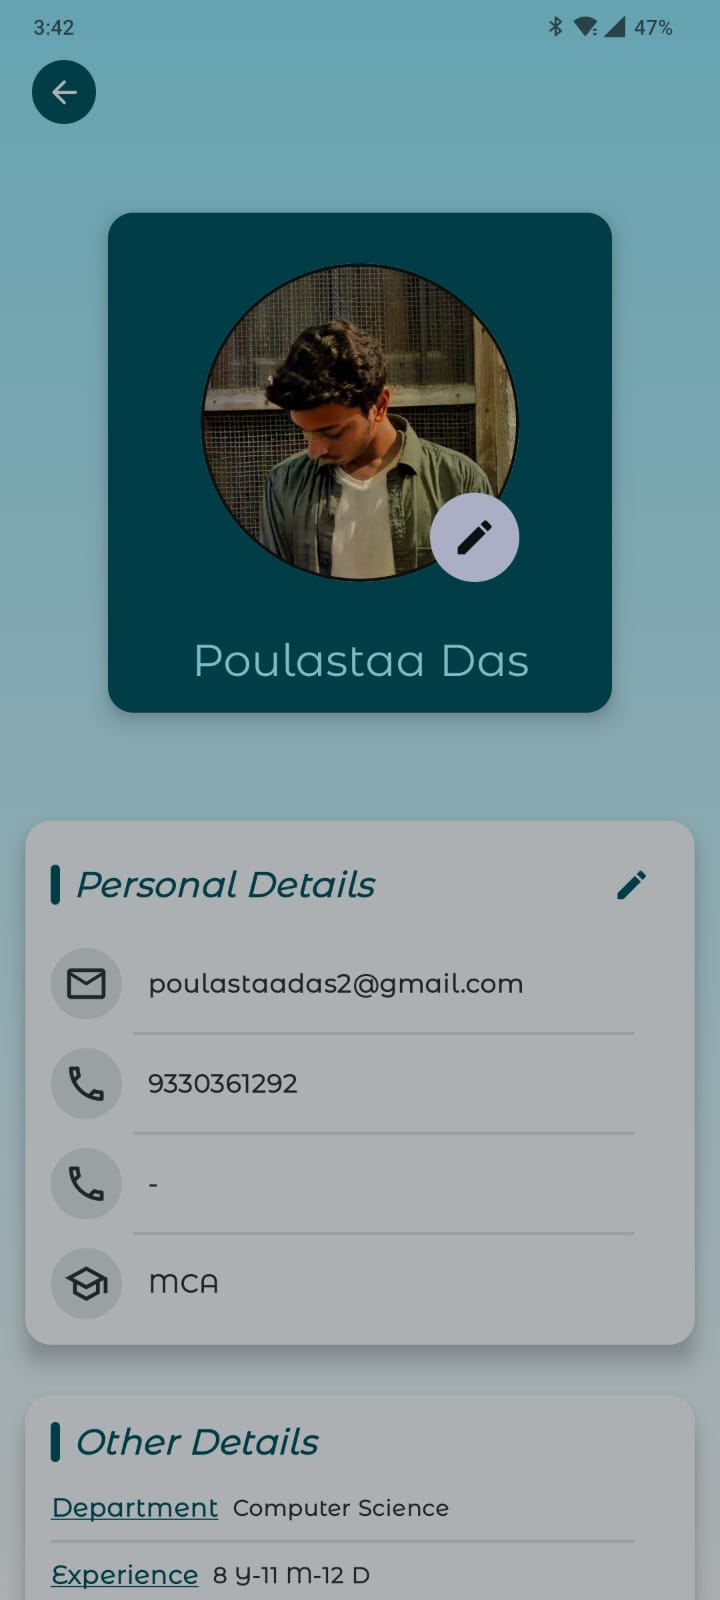 3:42 47%
Poulastaa Das
Personal Details
poulastaadas2@gmail.com
9330361292
-
MCA
Other Details
Department Computer Science
Experience 8 Y-11 M-12 D